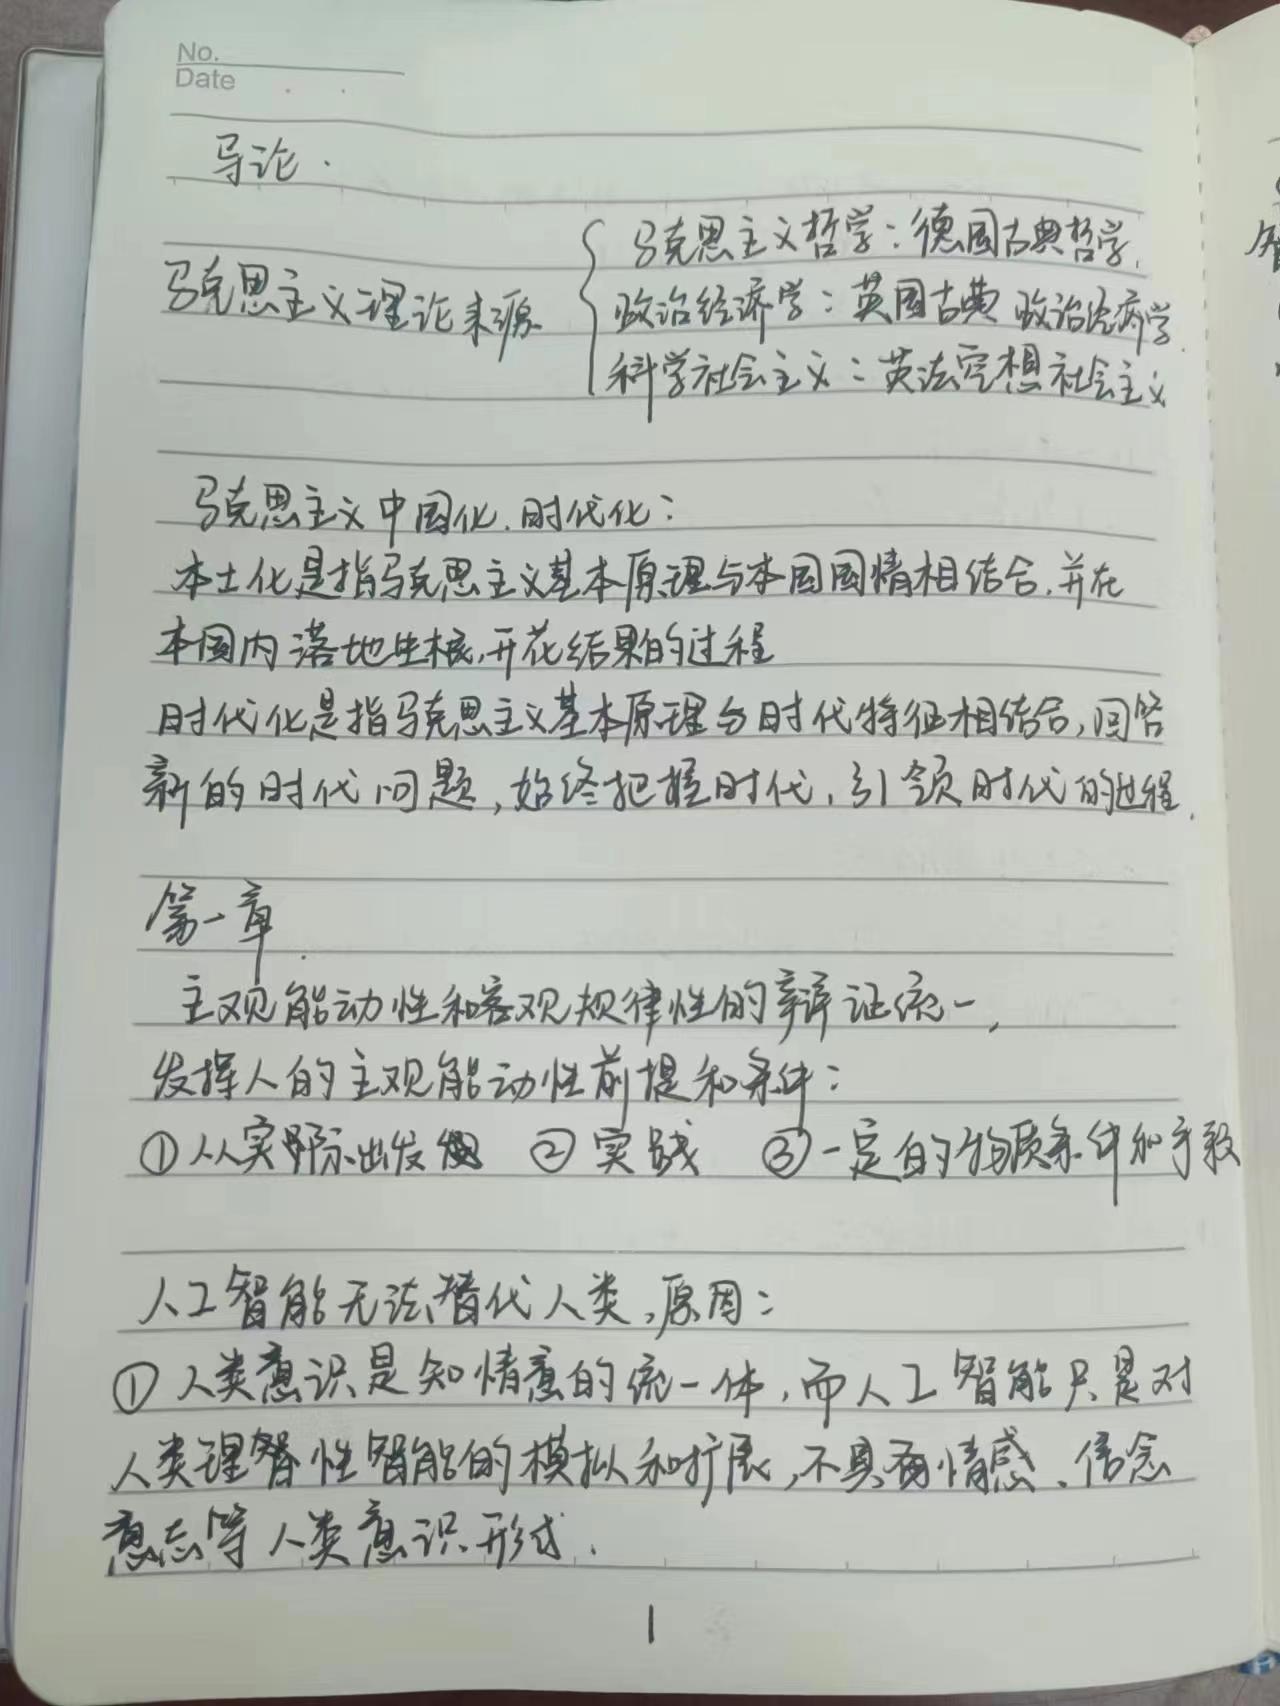 No.
Date
导论.
马克思主义理论来源
马克思主义哲学:德国古典哲学.
政治经济学:英国古典政治经济学.
科学社会主义:英法空想社会主义
马克思主义中国化.时代化:
本土化是指马克思主义基本原理与本国国情相结合,并在
本国内落地生根,开花结果的过程
时代化是指马克思主义基本原理与时代特征相结合,回答
新的时代问题,始终把握时代,引领时代的过程.
第一章
主观能动性和客观规律性的辩证统一,
发挥人的主观能动性前提和条件:
①从实际出发 ②实践 ③一定的物质条件和手段
人工智能无法替代人类,原因:
①人类意识是知情意的统一体,而人工智能只是对
人类理性智能的模拟和扩展,不具有情感、信念
意志等人类意识形式.
1